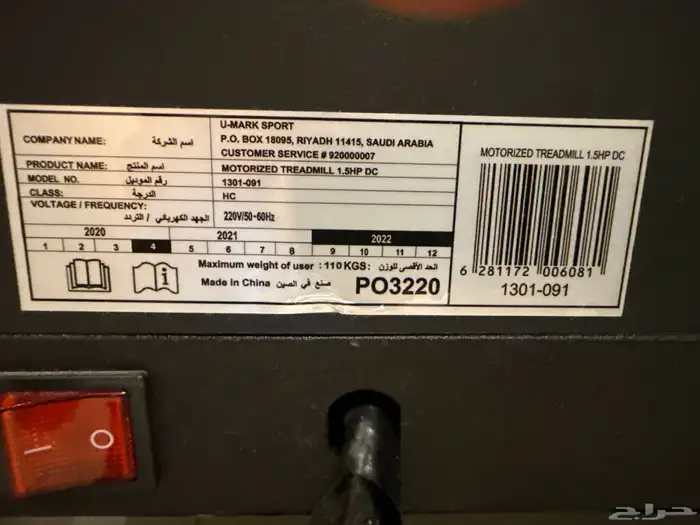 U-MARK SPORT
COMPANY NAME: اسم الشركة P.O. BOX 18095, RIYADH 11415, SAUDI ARABIA
CUSTOMER SERVICE # 920000007
PRODUCT NAME: اسم المنتج MOTORIZED TREADMILL 1.5HP DC
MODEL NO. رقم الموديل 1301-091
CLASS: الدرجة HC
VOLTAGE / FREQUENCY:
الجهد الكهربائي / التردد 220V/50-60Hz
2020 2021 2022
1 2 3 4 5 6 7 8 9 10 11 12
Maximum weight of user :110 KGS: الحد الأقصى للوزن
Made in China صنع في الصين PO3220
MOTORIZED TREADMILL 1.5HP DC
6 281172 006081
1301-091
حراج